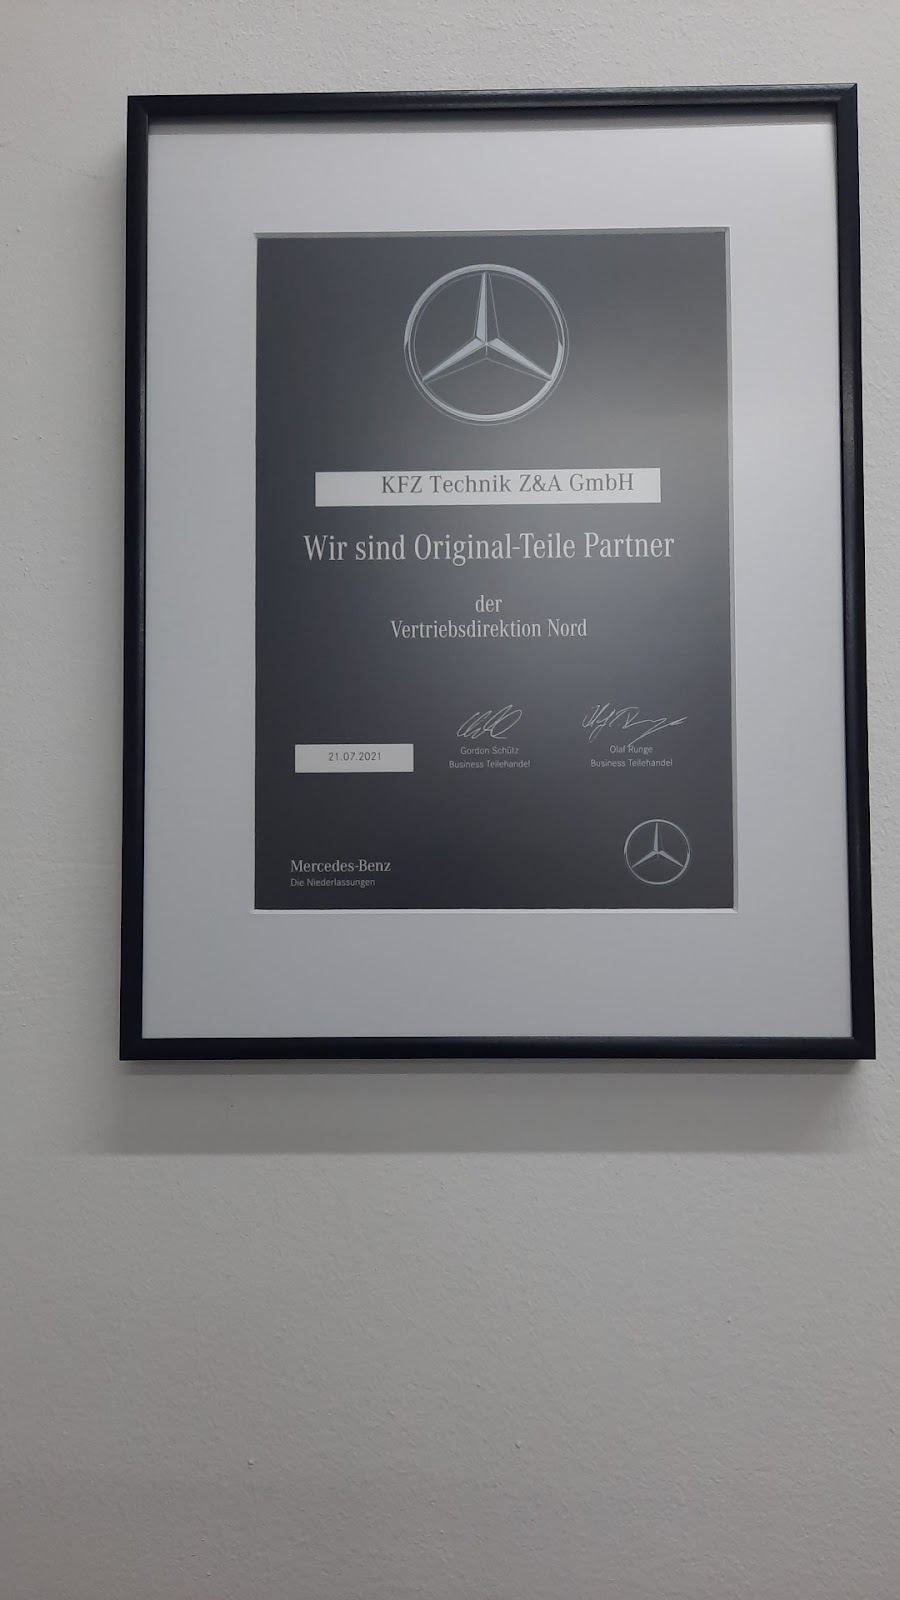 KFZ Technik Z&A GmbH
Wir sind Original-Teile Partner
der
Vertriebsdirektion Nord
21.07.2021
Gordon Schütz
Business Teilehandel
Olaf Runge
Business Teilehandel
Mercedes-Benz
Die Niederlassungen